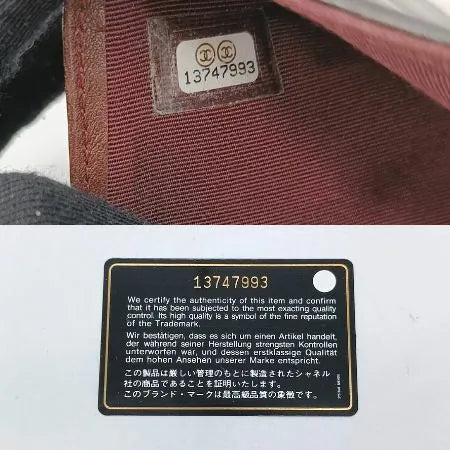 13747993
13747993
We certify the authenticity of this item and confirm
that it has been subjected to the most exacting quality
control. Its high quality is a symbol of the fine reputation
of the Trademark.
Wir bestätigen, dass es sich um einen Artikel handelt,
der während seiner Herstellung strengsten Kontrollen
unterworfen war, und dessen erstklassige Qualität
dem hohen Ansehen unserer Marke entspricht.
この製品は厳しい管理のもとに製造されたシャネル
社の商品であることを証明いたします。
このブランド・マークは最高級品質の象徴です。